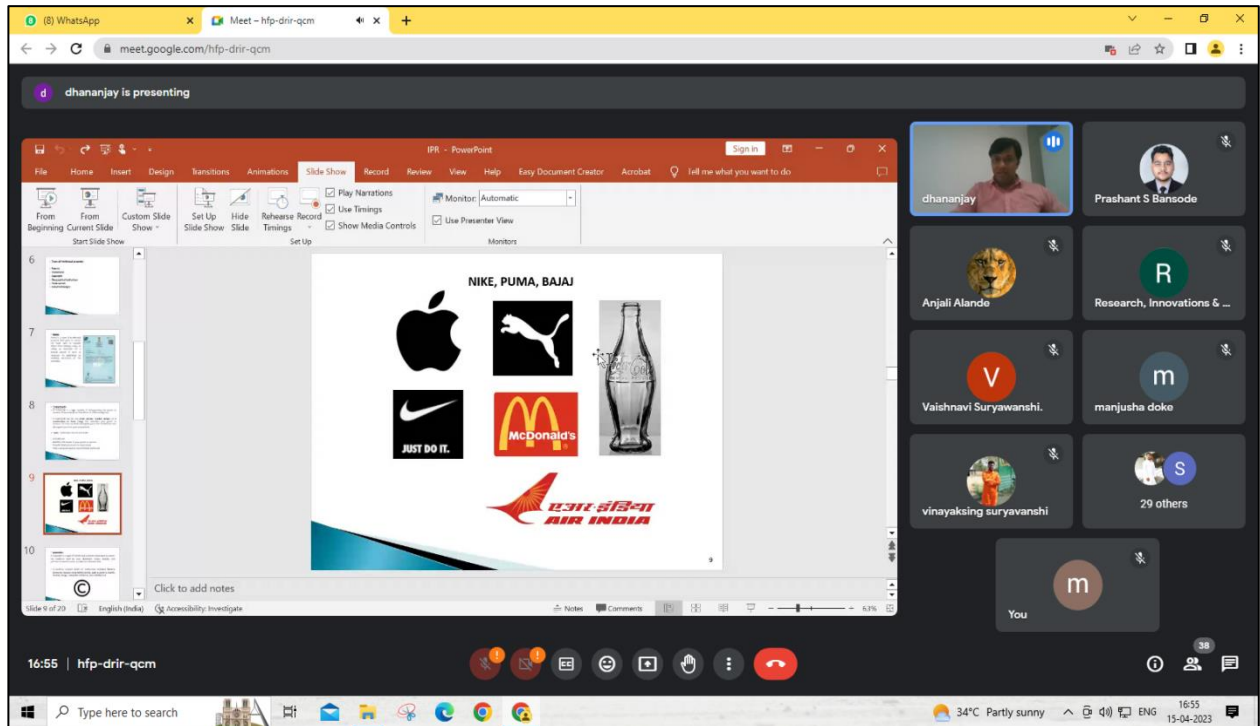 (8) WhatsApp
Meet – hfp-drir-qcm
meet.google.com/hfp-drir-qcm
d dhananjay is presenting
IPR - PowerPoint
Sign in
File Home Insert Design Transitions Animations Slide Show Record Review View Help Easy Document Creator Acrobat Tell me what you want to do
From Beginning
From Current Slide
Custom Slide Show
Set Up Slide Show
Hide Slide
Rehearse Timings
Record
Play Narrations
Use Timings
Show Media Controls
Monitor: Automatic
Use Presenter View
Start Slide Show
Set Up
Monitors
6
7
8
9
10
©
NIKE, PUMA, BAJAJ
JUST DO IT.
McDonald's
Coca-Cola
एअर इंडिया
AIR INDIA
9
Click to add notes
Slide 9 of 20 English (India) Accessibility: Investigate
Notes Comments 63%
dhananjay
Prashant S Bansode
Anjali Alande
R
Research, Innovations & ...
V
Vaishnavi Suryawanshi.
m
manjusha doke
vinayaksing suryavanshi
S
29 others
m
You
16:55 | hfp-drir-qcm
38
Type here to search
34°C Partly sunny
ENG
16:55
15-04-2023